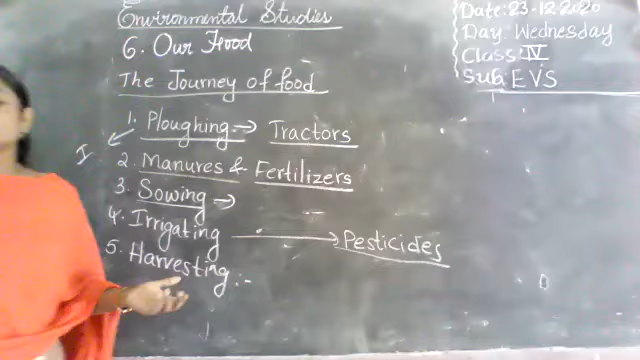 Environmental Studies
6. Our Food
The Journey of food
1. Ploughing → Tractors
I
2. Manures & Fertilizers
3. Sowing →
4. Irrigating → Pesticides
5. Harvesting :-
Date: 23-12-2020
Day: Wednesday
Class: IV
Sub: EVS